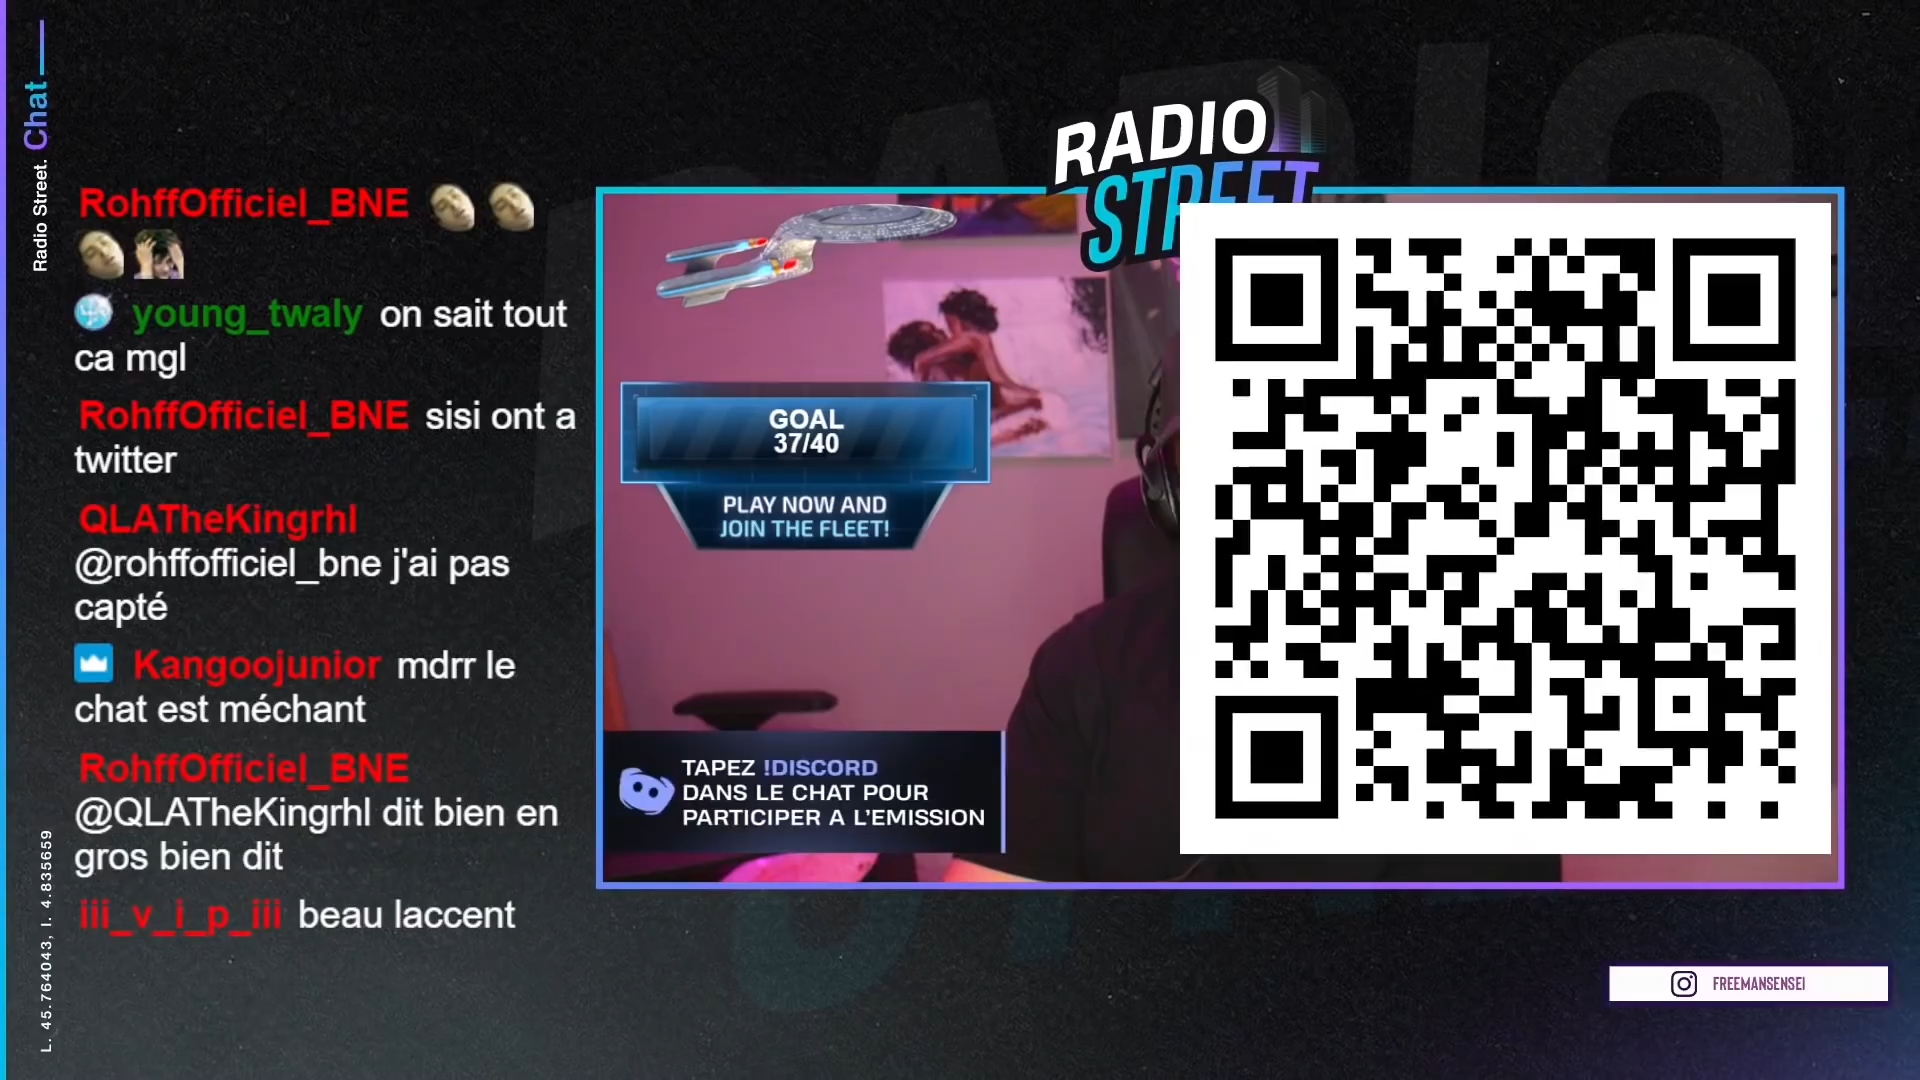 Radio Street. Chat
RohffOfficiel_BNE
young_twaly on sait tout
ca mgl
RohffOfficiel_BNE sisi ont a
twitter
QLATheKingrhl
@rohffofficiel_bne j'ai pas
capté
Kangoojunior mdrr le
chat est méchant
RohffOfficiel_BNE
@QLATheKingrhl dit bien en
gros bien dit
iii_v_i_p_iii beau laccent
L. 45.764043, l. 4.835659
RADIO
STREET
GOAL
37/40
PLAY NOW AND
JOIN THE FLEET!
TAPEZ !DISCORD
DANS LE CHAT POUR
PARTICIPER A L'EMISSION
FREEMANSENSEI